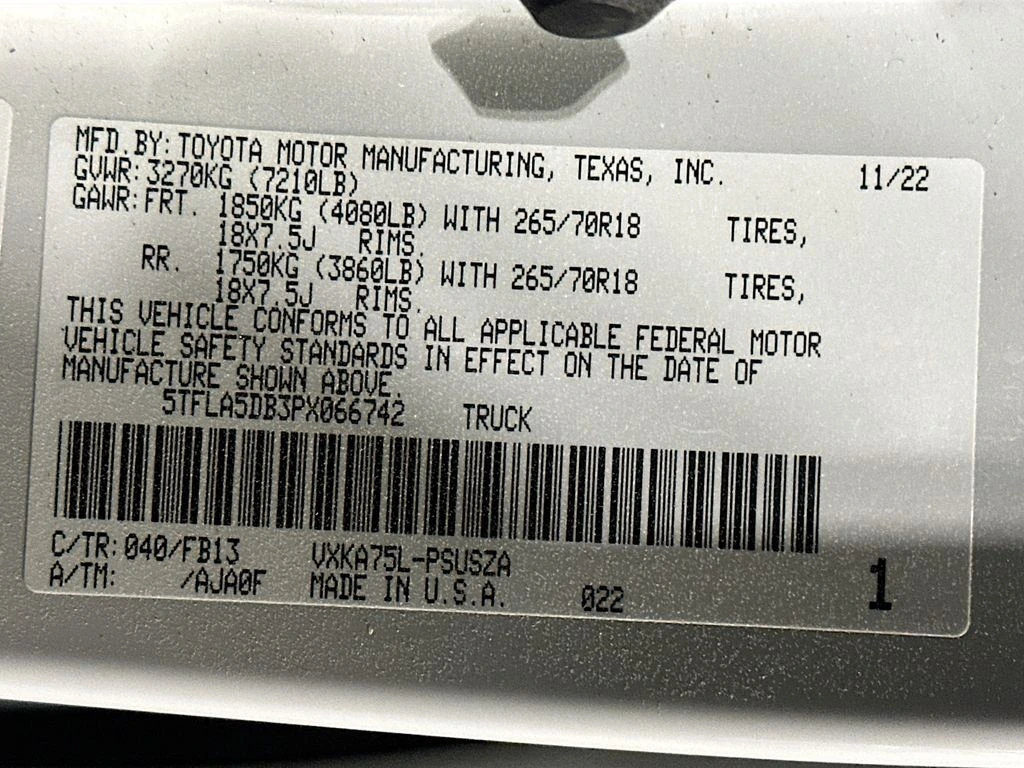 MFD.BY:TOYOTA MOTOR MANUFACTURING, TEXAS, INC. 11/22
GVWR:3270KG (7210LB)
GAWR:FRT. 1850KG (4080LB) WITH 265/70R18 TIRES,
18X7.5J RIMS.
RR. 1750KG (3860LB) WITH 265/70R18 TIRES,
18X7.5J RIMS.
THIS VEHICLE CONFORMS TO ALL APPLICABLE FEDERAL MOTOR
VEHICLE SAFETY STANDARDS IN EFFECT ON THE DATE OF
MANUFACTURE SHOWN ABOVE.
5TFLA5DB3PX066742 TRUCK
C/TR:040/FB13 VXKA75L-PSUSZA
A/TM: /AJA0F MADE IN U.S.A. 022 1